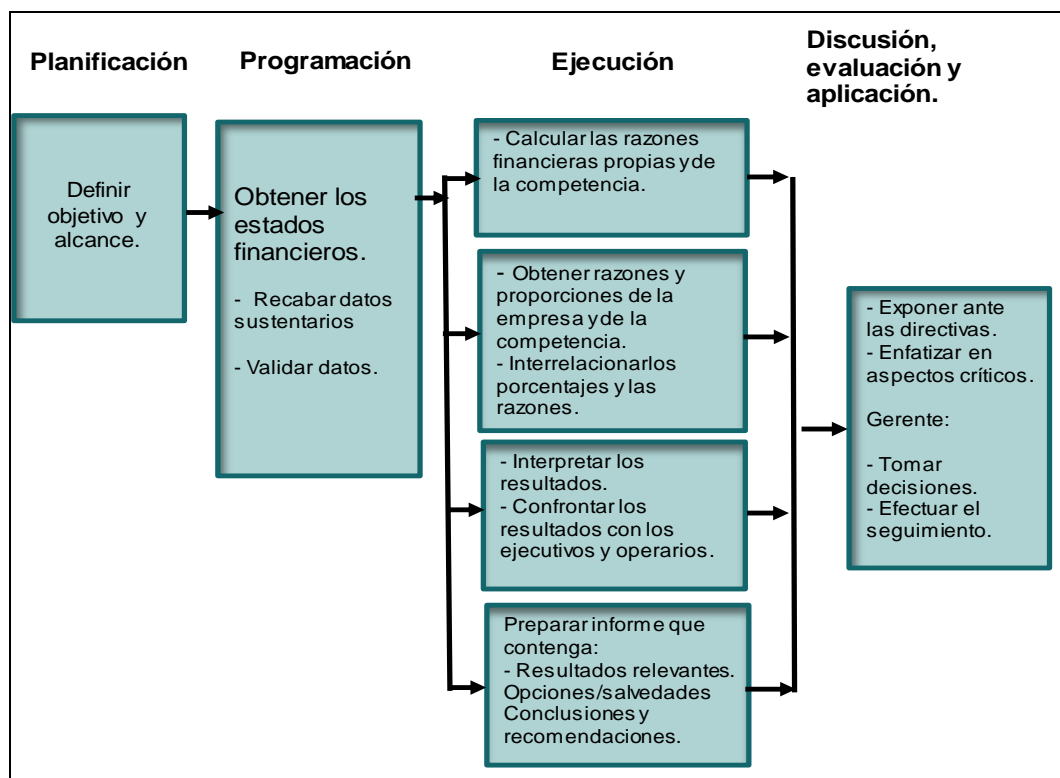 Planificación
Programación
Ejecución
Discusión,
evaluación y
aplicación.
Definir
objetivo y
alcance.
Obtener los
estados
financieros.
- Recabar datos
sustentarios
- Validar datos.
- Calcular las razones
financieras propias y de
la competencia.
- Obtener razones y
proporciones de la
empresa y de la
competencia.
- Interrelacionarlos
porcentajes y las
razones.
- Interpretar los
resultados.
- Confrontar los
resultados con los
ejecutivos y operarios.
Preparar informe que
contenga:
- Resultados relevantes.
Opciones/salvedades
Conclusiones y
recomendaciones.
- Exponer ante
las directivas.
- Enfatizar en
aspectos críticos.
Gerente:
- Tomar
decisiones.
- Efectuar el
seguimiento.